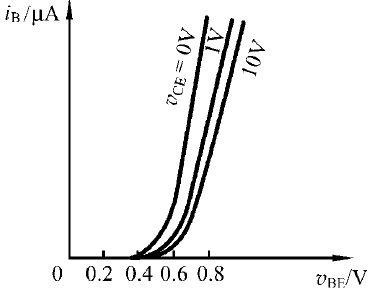 i_B/μA
v_CE = 0V
1V
10V
0 0.2 0.4 0.6 0.8 v_BE/V